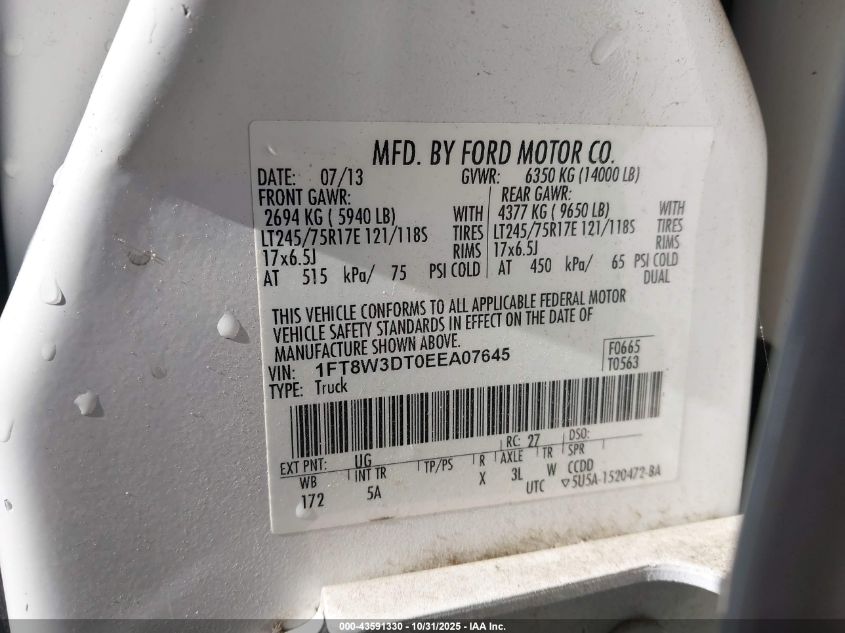 MFD. BY FORD MOTOR CO.
DATE: 07/13 GVWR: 6350 KG (14000 LB)
FRONT GAWR: REAR GAWR:
2694 KG ( 5940 LB) WITH 4377 KG ( 9650 LB) WITH
LT245/75R17E 121/118S TIRES LT245/75R17E 121/118S TIRES
17x6.5J RIMS 17x6.5J RIMS
AT 515 kPa/ 75 PSI COLD AT 450 kPa/ 65 PSI COLD
DUAL
THIS VEHICLE CONFORMS TO ALL APPLICABLE FEDERAL MOTOR
VEHICLE SAFETY STANDARDS IN EFFECT ON THE DATE OF
MANUFACTURE SHOWN ABOVE.
VIN: 1FT8W3DT0EEA07645 F0665
TYPE: Truck T0563
RC: 27 DSO:
EXT PNT: UG
WB INT TR TP/PS R AXLE TR SPR
172 5A X 3L W CCDD
UTC ▽5U5A-1520472-BA
000-43591330 - 10/31/2025 - IAA Inc.